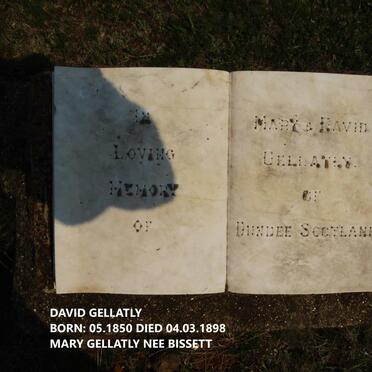 IN
LOVING
MEMORY
OF
MARY & DAVID
GELLATLY
OF
DUNDEE SCOTLAND
DAVID GELLATLY
BORN: 05.1850 DIED 04.03.1898
MARY GELLATLY NEE BISSETT